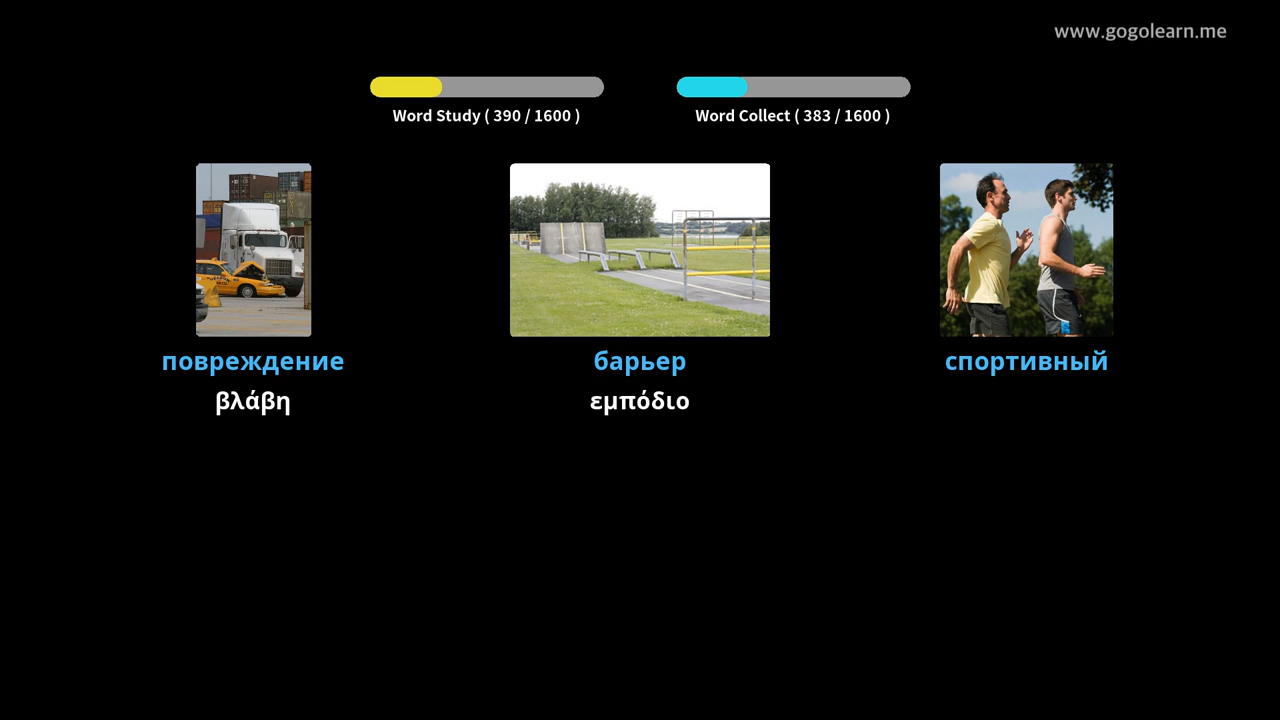 www.gogolearn.me
Word Study ( 390 / 1600 )
Word Collect ( 383 / 1600 )
повреждение
барьер
спортивный
βλάβη
εμπόδιο